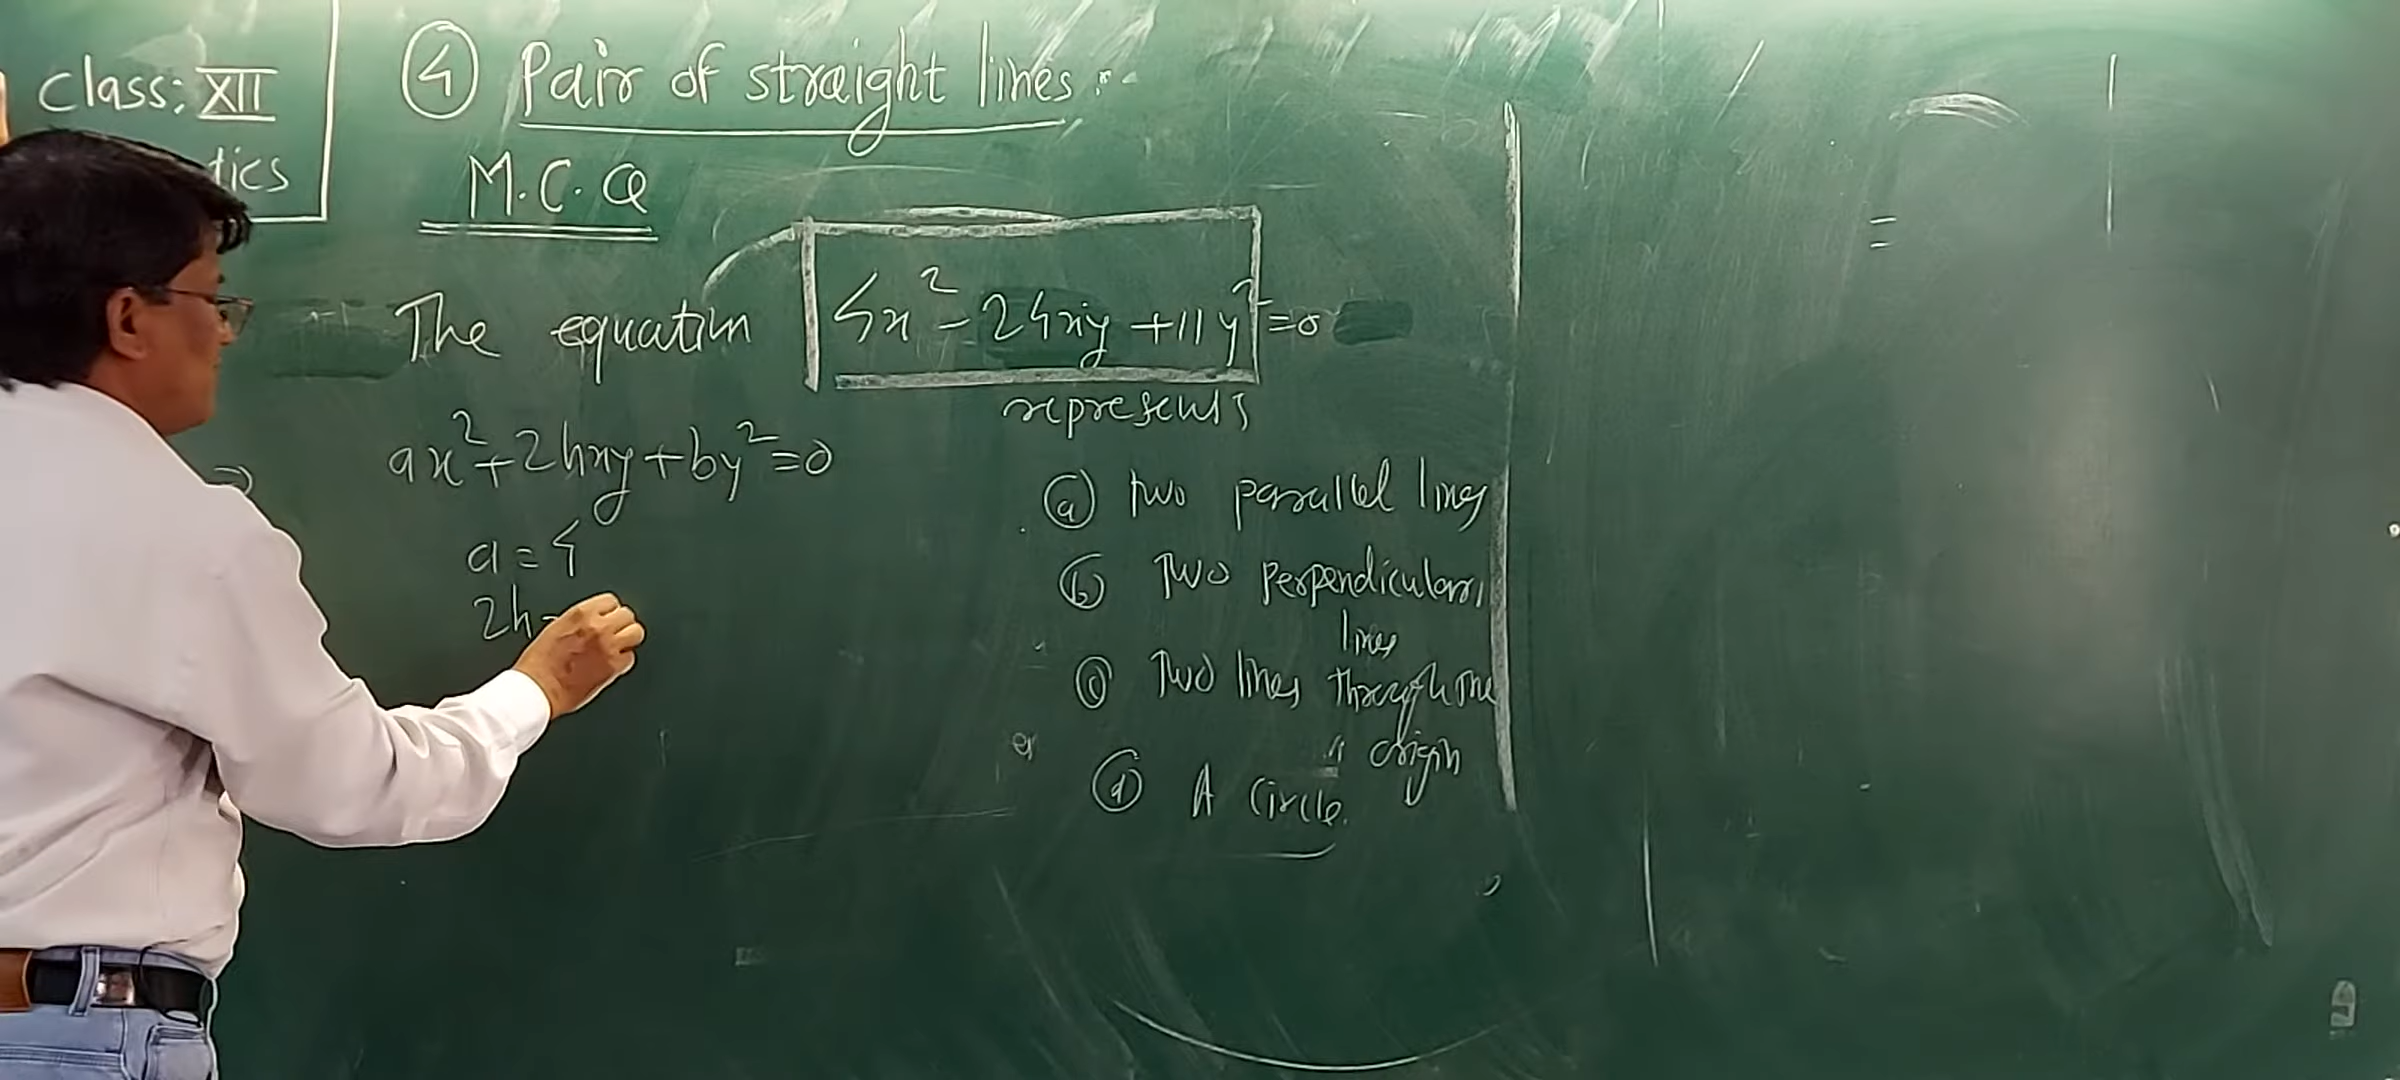 Class: XII
tics
④ Pair of straight lines :-
M.C.Q
The equation 4x²-24xy+11y²=0
represents
ax²+2hxy+by²=0
a=4
2h-
ⓐ two parallel lines
ⓑ Two perpendicular
lines
ⓒ Two lines through the
origin
ⓓ A circle.